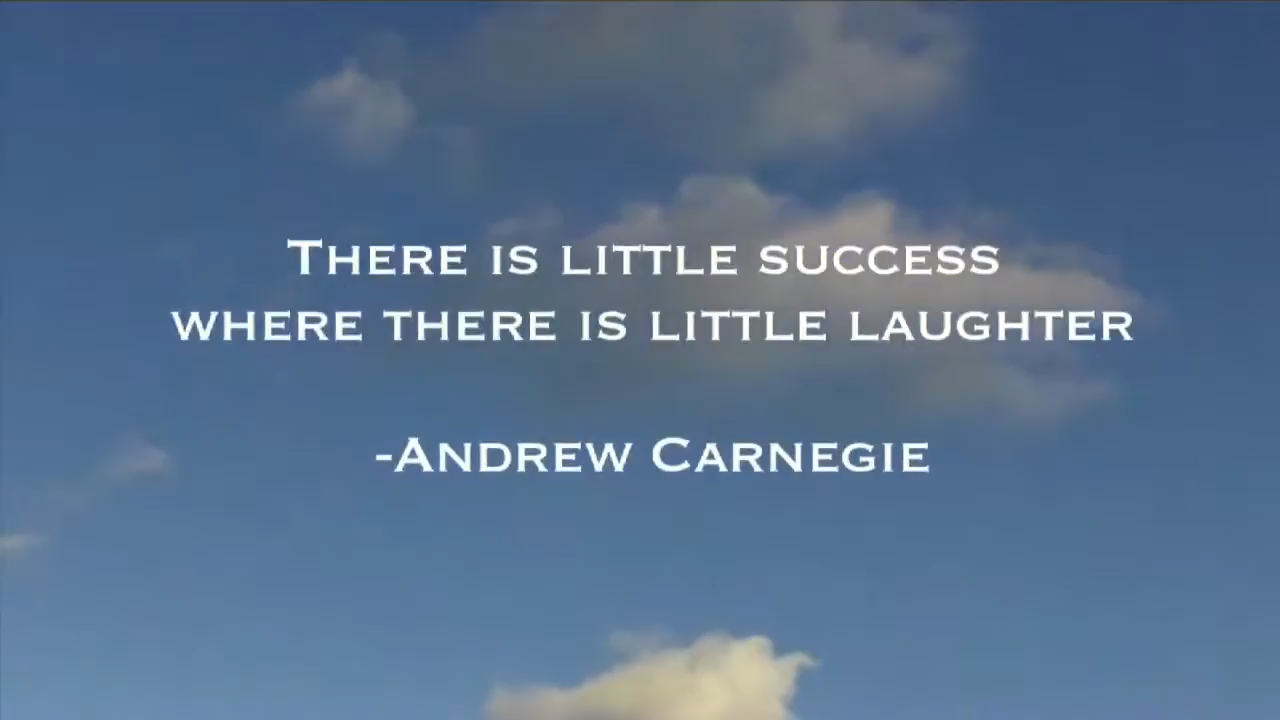 There is little success
where there is little laughter
-Andrew Carnegie